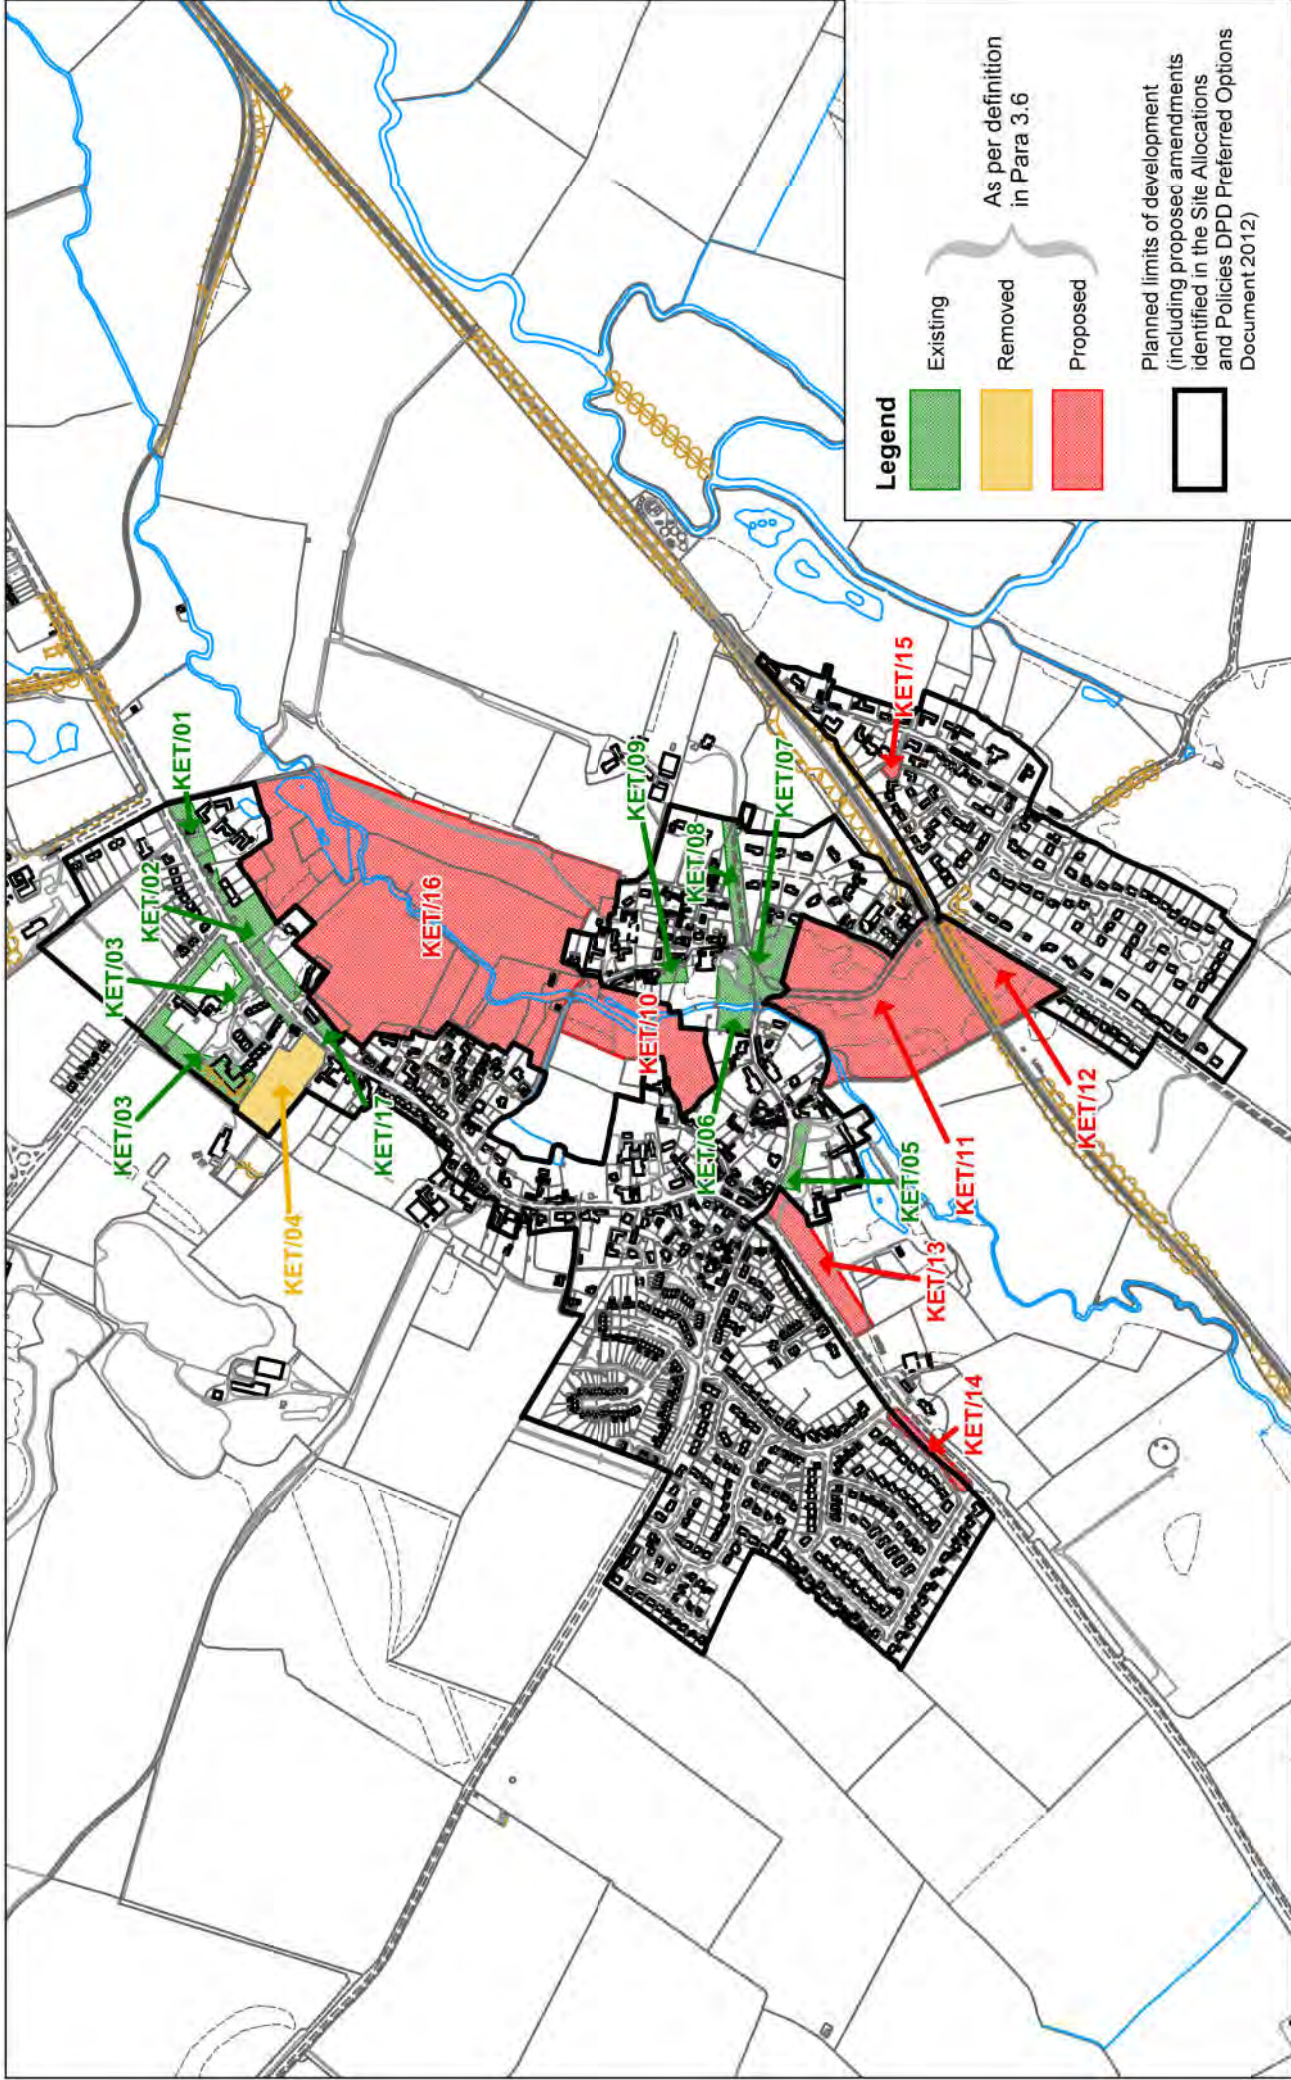 KET/01
KET/02
KET/03
KET/03
KET/04
KET/17
KET/16
KET/09
KET/08
KET/07
KET/10
KET/06
KET/05
KET/11
KET/12
KET/13
KET/14
KET/15
Legend
Existing
Removed
Proposed
As per definition
in Para 3.6
Planned limits of development
(including proposed amendments
identified in the Site Allocations
and Policies DPD Preferred Options
Document 2012)